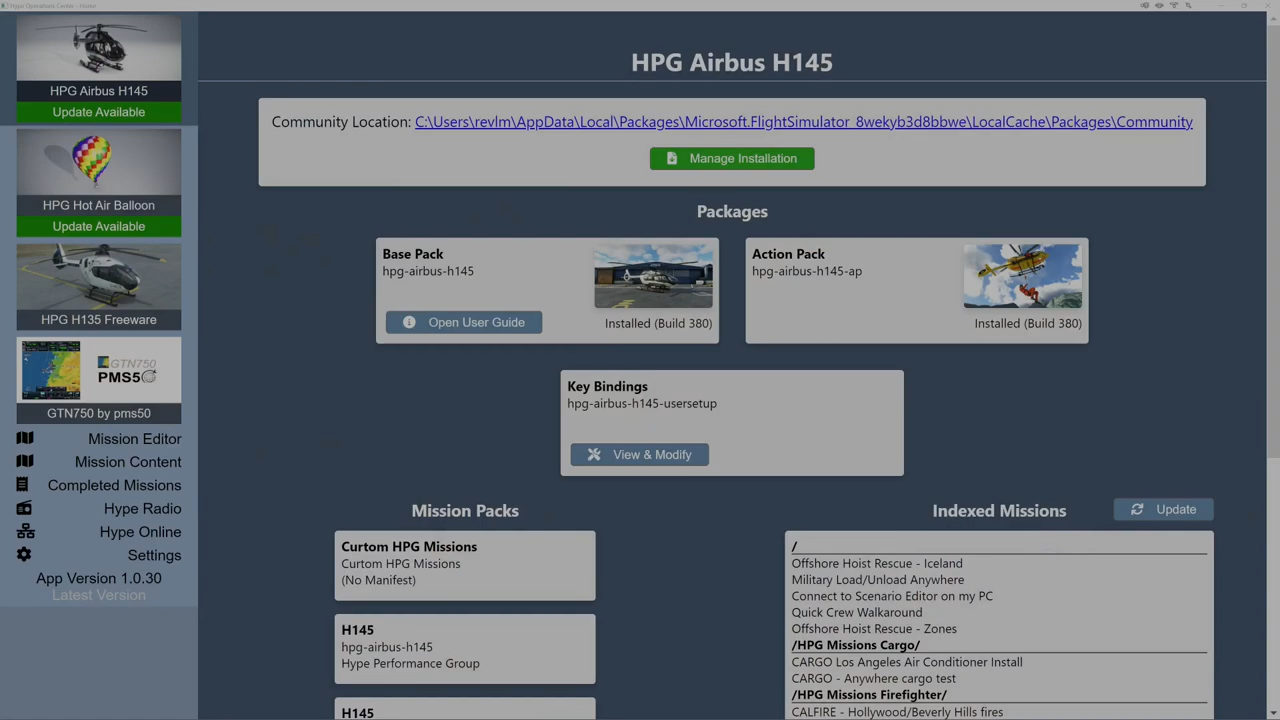 Hype Operations Center - Home
HPG Airbus H145
Update Available
HPG Hot Air Balloon
Update Available
HPG H135 Freeware
GTN750
PMS50
GTN750 by pms50
Mission Editor
Mission Content
Completed Missions
Hype Radio
Hype Online
Settings
App Version 1.0.30
Latest Version
HPG Airbus H145
Community Location: C:\Users\revlm\AppData\Local\Packages\Microsoft.FlightSimulator_8wekyb3d8bbwe\LocalCache\Packages\Community
Manage Installation
Packages
Base Pack
hpg-airbus-h145
Open User Guide
Installed (Build 380)
Action Pack
hpg-airbus-h145-ap
Installed (Build 380)
Key Bindings
hpg-airbus-h145-usersetup
View & Modify
Mission Packs
Curtom HPG Missions
Curtom HPG Missions
(No Manifest)
H145
hpg-airbus-h145
Hype Performance Group
H145
Indexed Missions
Update
/
Offshore Hoist Rescue - Iceland
Military Load/Unload Anywhere
Connect to Scenario Editor on my PC
Quick Crew Walkaround
Offshore Hoist Rescue - Zones
/HPG Missions Cargo/
CARGO Los Angeles Air Conditioner Install
CARGO - Anywhere cargo test
/HPG Missions Firefighter/
CALFIRE - Hollywood/Beverly Hills fires